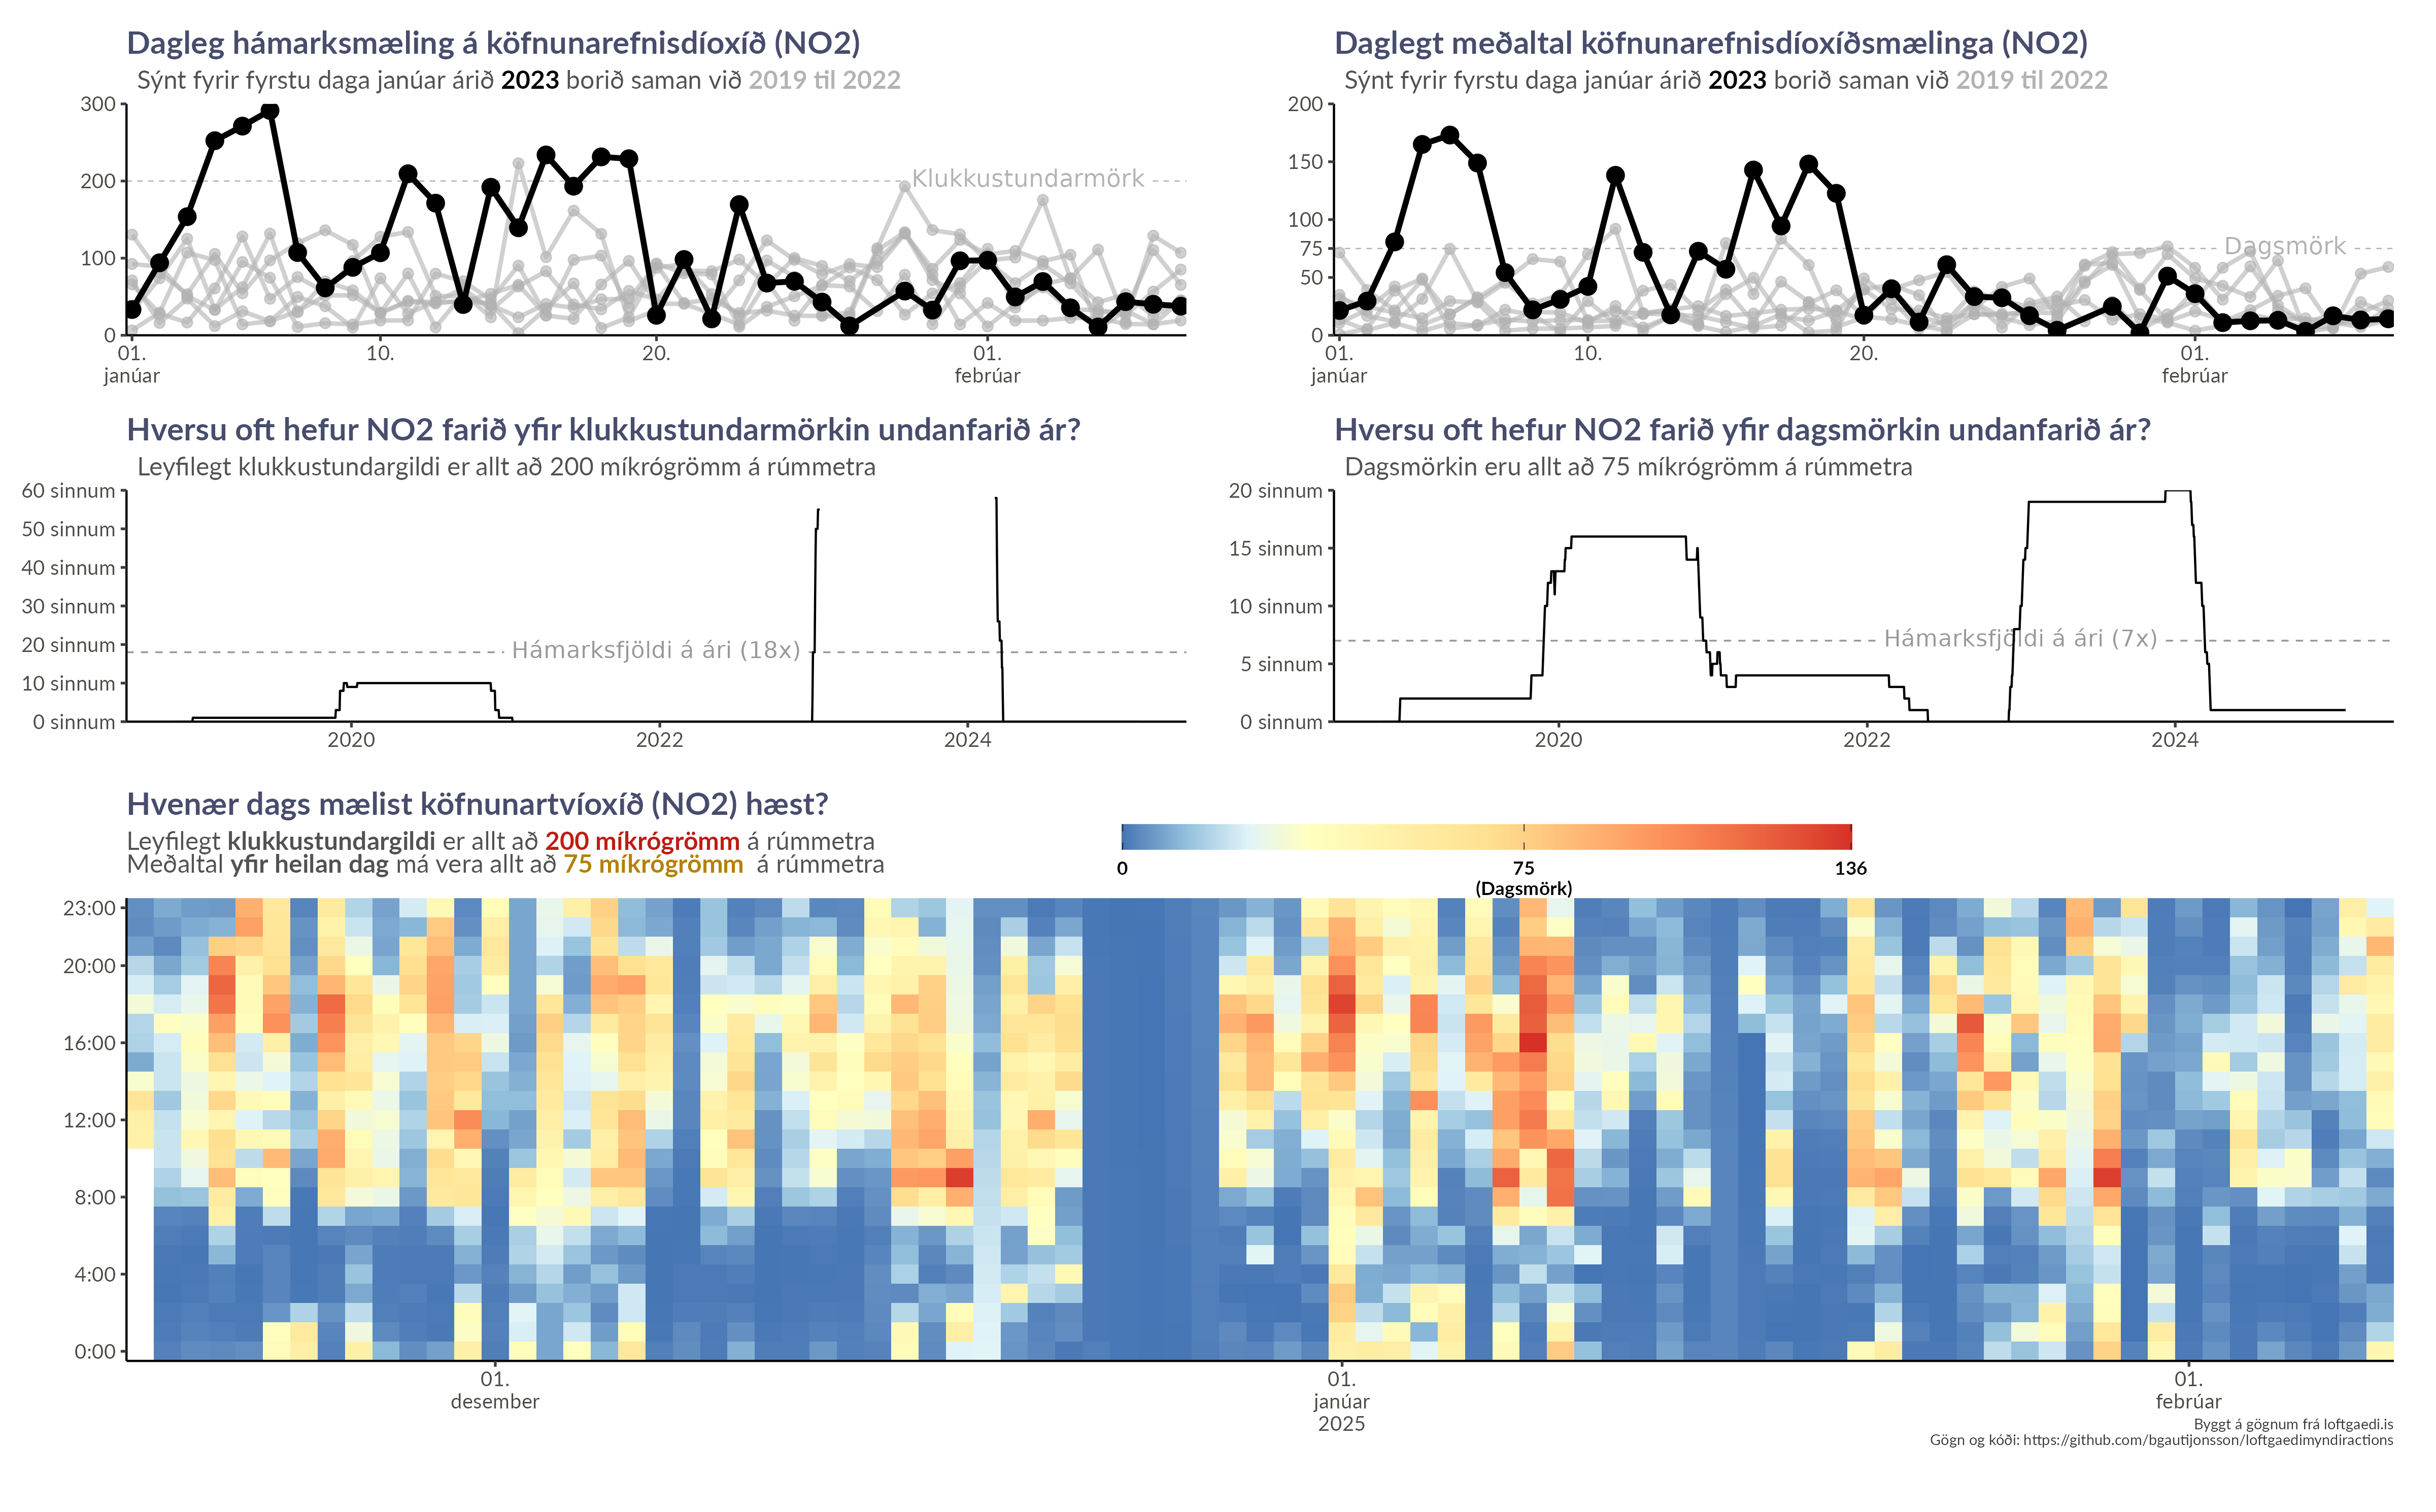 Dagleg hámarksmæling á köfnunarefnisdíoxíð (NO2)
Sýnt fyrir fyrstu daga janúar árið 2023 borið saman við 2019 til 2022
300
200
100
0
Klukkustundarmörk
01.
janúar
10.
20.
01.
febrúar
Daglegt meðaltal köfnunarefnisdíoxíðsmælinga (NO2)
Sýnt fyrir fyrstu daga janúar árið 2023 borið saman við 2019 til 2022
200
150
100
75
50
0
Dagsmörk
01.
janúar
10.
20.
01.
febrúar
Hversu oft hefur NO2 farið yfir klukkustundarmörkin undanfarið ár?
Leyfilegt klukkustundargildi er allt að 200 míkrógrömm á rúmmetra
60 sinnum
50 sinnum
40 sinnum
30 sinnum
20 sinnum
10 sinnum
0 sinnum
Hámarksfjöldi á ári (18x)
2020
2022
2024
Hversu oft hefur NO2 farið yfir dagsmörkin undanfarið ár?
Dagsmörkin eru allt að 75 míkrógrömm á rúmmetra
20 sinnum
15 sinnum
10 sinnum
5 sinnum
0 sinnum
Hámarksfjöldi á ári (7x)
2020
2022
2024
Hvenær dags mælist köfnunartvíoxíð (NO2) hæst?
Leyfilegt klukkustundargildi er allt að 200 míkrógrömm á rúmmetra
Meðaltal yfir heilan dag má vera allt að 75 míkrógrömm á rúmmetra
0
75
(Dagsmörk)
136
23:00
20:00
16:00
12:00
8:00
4:00
0:00
01.
desember
01.
janúar
2025
01.
febrúar
Byggt á gögnum frá loftgaedi.is
Gögn og kóði: https://github.com/bgautijonsson/loftgaedimyndiractions